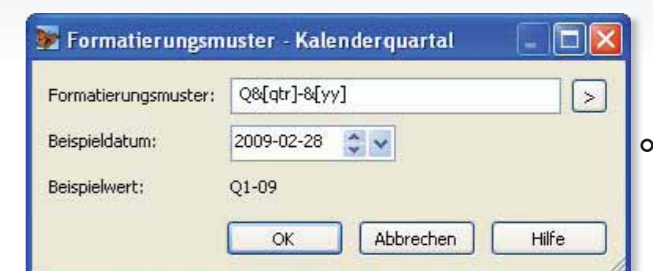 Formatierungsmuster - Kalenderquartal
Formatierungsmuster: Q&[qtr]-&[yy] >
Beispieldatum: 2009-02-28
Beispielwert: Q1-09
OK Abbrechen Hilfe